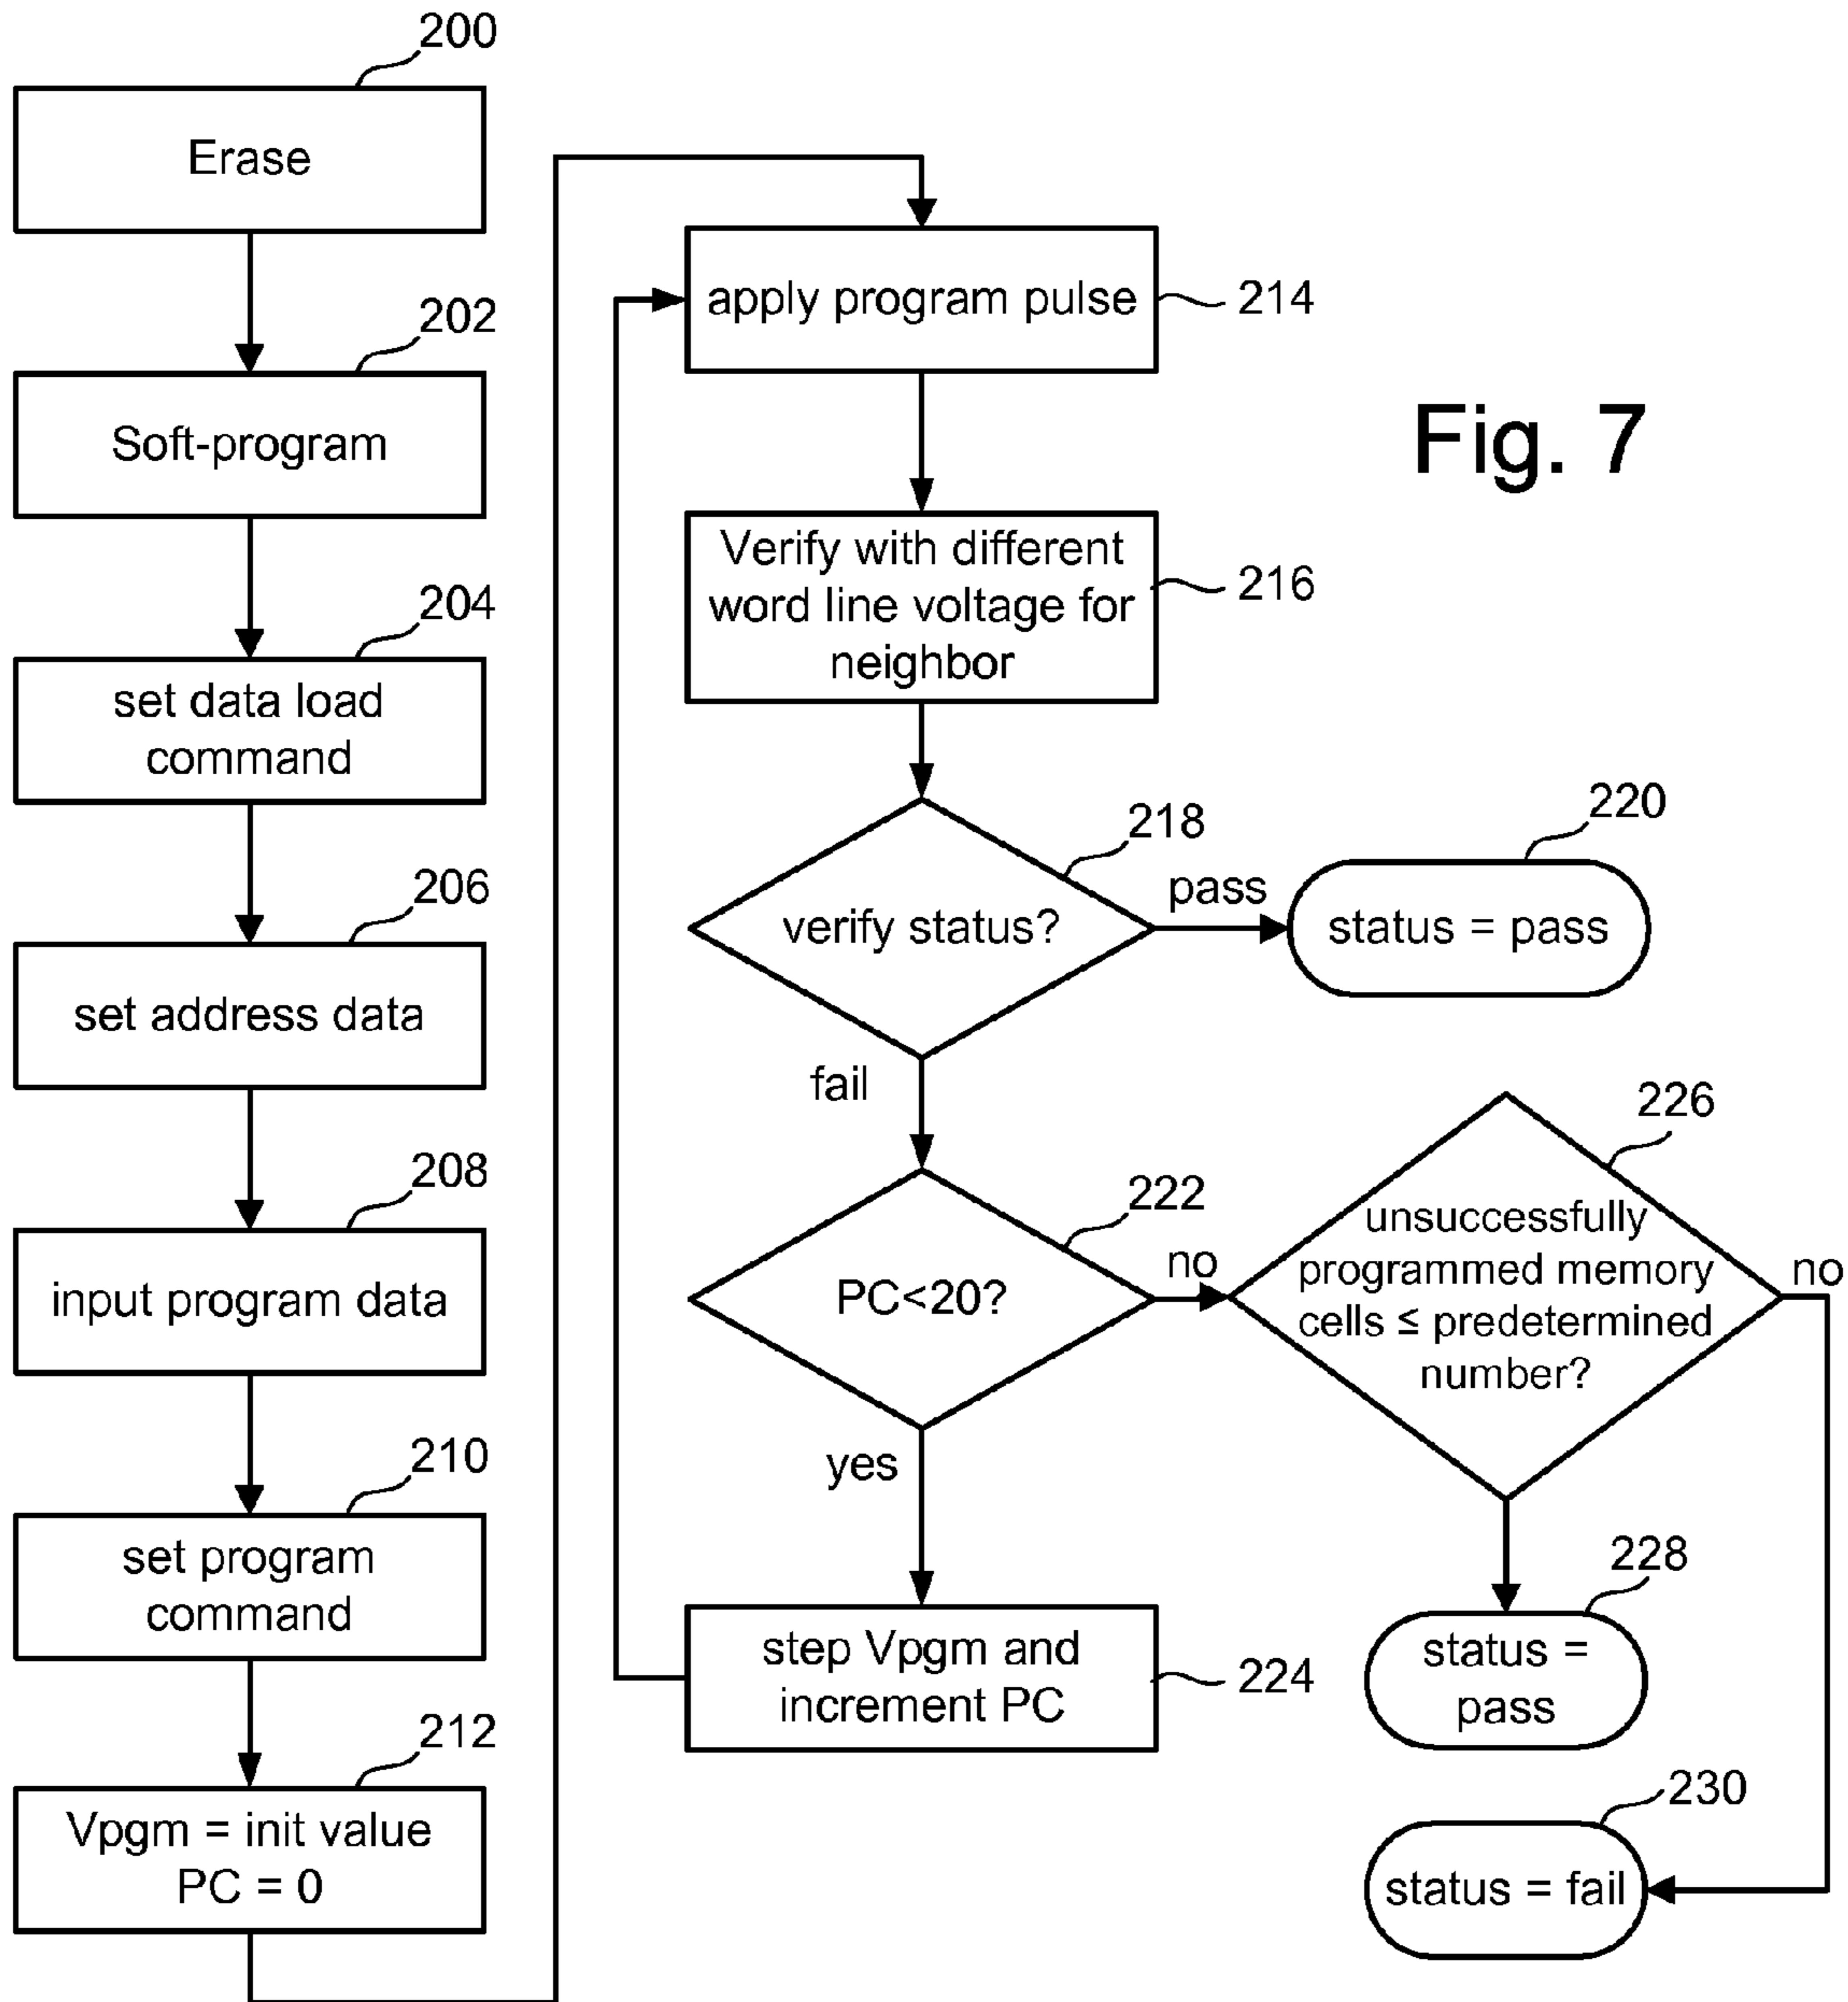 200
Erase
202
Soft-program
204
set data load
command
206
set address data
208
input program data
210
set program
command
212
Vpgm = init value
PC = 0
apply program pulse
214
Fig. 7
Verify with different
word line voltage for
neighbor
216
218
verify status?
pass
220
status = pass
fail
222
PC<20?
no
226
unsuccessfully
programmed memory
cells ≤ predetermined
number?
no
yes
step Vpgm and
increment PC
224
228
status =
pass
230
status = fail